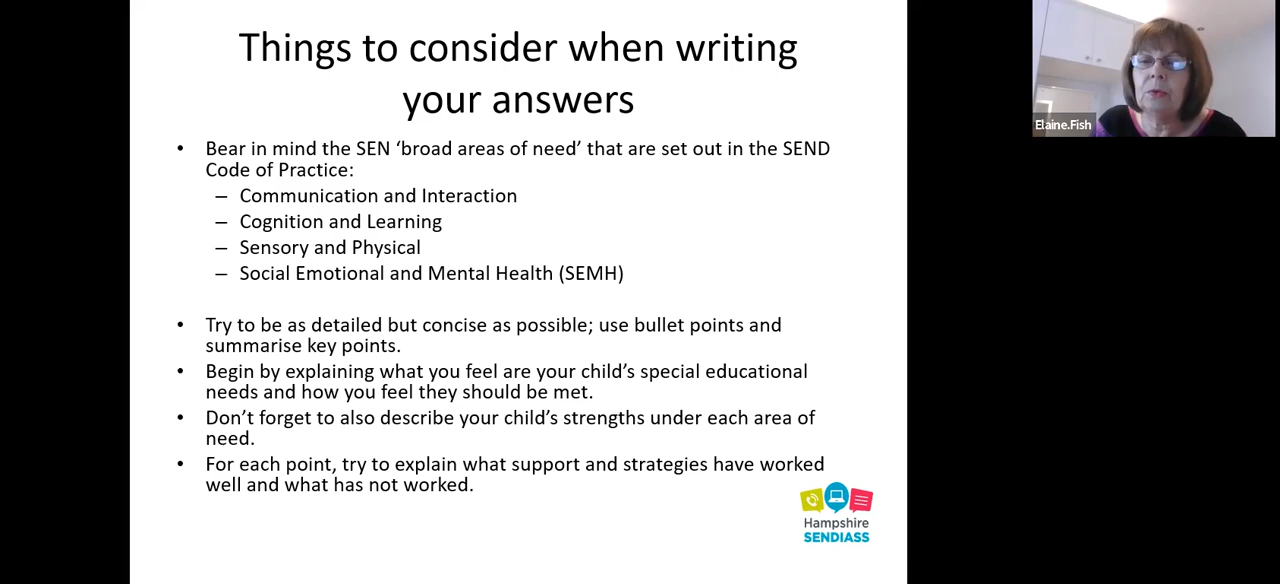 Things to consider when writing
your answers
• Bear in mind the SEN ‘broad areas of need’ that are set out in the SEND
Code of Practice:
– Communication and Interaction
– Cognition and Learning
– Sensory and Physical
– Social Emotional and Mental Health (SEMH)
• Try to be as detailed but concise as possible; use bullet points and
summarise key points.
• Begin by explaining what you feel are your child’s special educational
needs and how you feel they should be met.
• Don’t forget to also describe your child’s strengths under each area of
need.
• For each point, try to explain what support and strategies have worked
well and what has not worked.
Hampshire
SENDIASS
Elaine.Fish